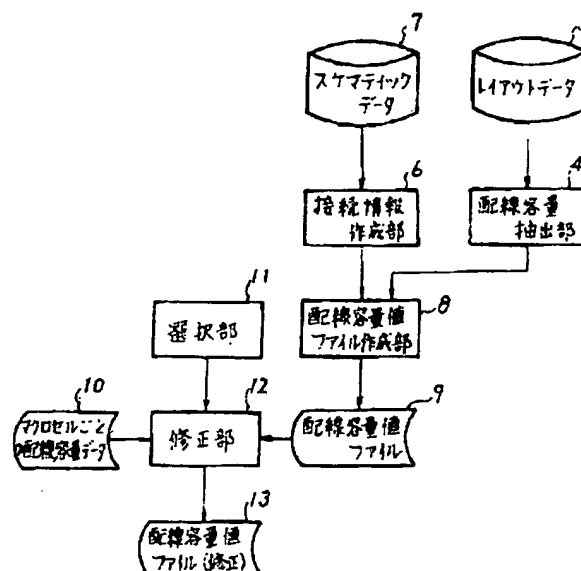 7
スケマティック
データ
レイアウトデータ
6
接続情報
作成部
4
配線容量
抽出部
11
選択部
8
配線容量値
ファイル作成部
10
マクロセルごと
の配線容量データ
12
修正部
9
配線容量値
ファイル
13
配線容量値
ファイル(修正)